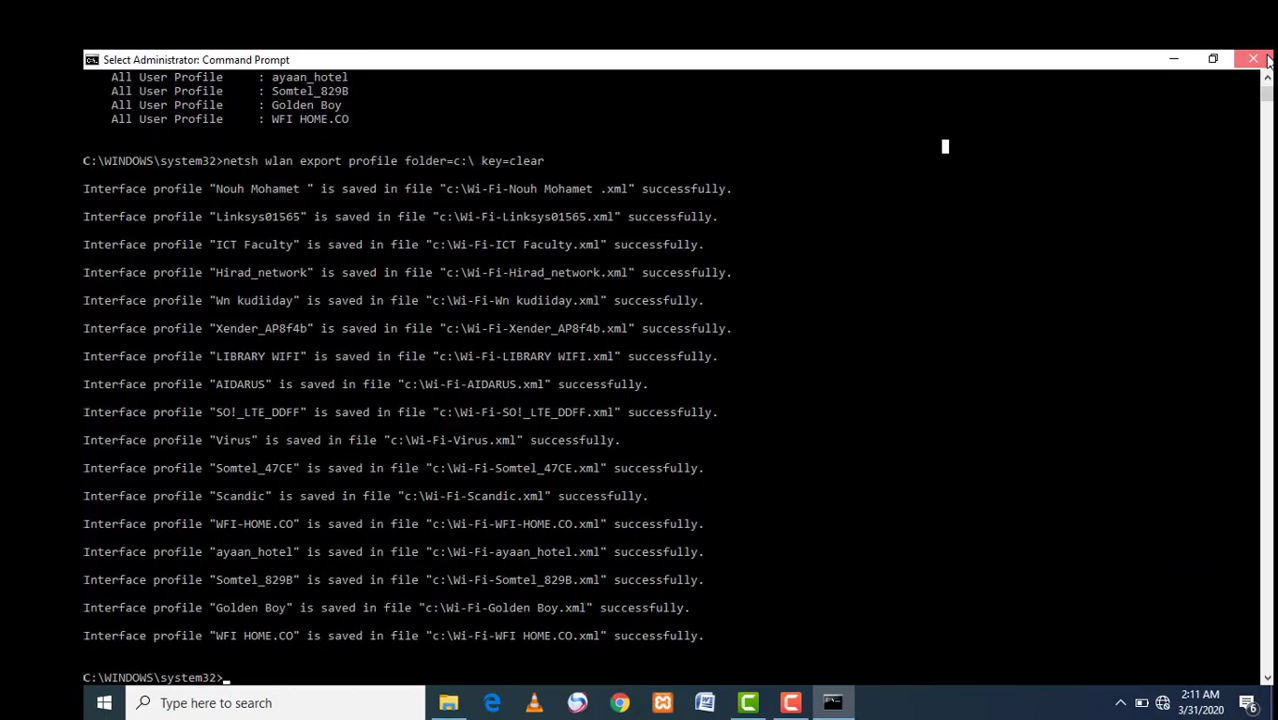 Select Administrator: Command Prompt
All User Profile : ayaan_hotel
All User Profile : Somtel_829B
All User Profile : Golden Boy
All User Profile : WFI HOME.CO
C:\WINDOWS\system32>netsh wlan export profile folder=c:\ key=clear
Interface profile "Nouh Mohamet " is saved in file "c:\Wi-Fi-Nouh Mohamet .xml" successfully.
Interface profile "Linksys01565" is saved in file "c:\Wi-Fi-Linksys01565.xml" successfully.
Interface profile "ICT Faculty" is saved in file "c:\Wi-Fi-ICT Faculty.xml" successfully.
Interface profile "Hirad_network" is saved in file "c:\Wi-Fi-Hirad_network.xml" successfully.
Interface profile "Wn kudiiday" is saved in file "c:\Wi-Fi-Wn kudiiday.xml" successfully.
Interface profile "Xender_AP8f4b" is saved in file "c:\Wi-Fi-Xender_AP8f4b.xml" successfully.
Interface profile "LIBRARY WIFI" is saved in file "c:\Wi-Fi-LIBRARY WIFI.xml" successfully.
Interface profile "AIDARUS" is saved in file "c:\Wi-Fi-AIDARUS.xml" successfully.
Interface profile "SO!_LTE_DDFF" is saved in file "c:\Wi-Fi-SO!_LTE_DDFF.xml" successfully.
Interface profile "Virus" is saved in file "c:\Wi-Fi-Virus.xml" successfully.
Interface profile "Somtel_47CE" is saved in file "c:\Wi-Fi-Somtel_47CE.xml" successfully.
Interface profile "Scandic" is saved in file "c:\Wi-Fi-Scandic.xml" successfully.
Interface profile "WFI-HOME.CO" is saved in file "c:\Wi-Fi-WFI-HOME.CO.xml" successfully.
Interface profile "ayaan_hotel" is saved in file "c:\Wi-Fi-ayaan_hotel.xml" successfully.
Interface profile "Somtel_829B" is saved in file "c:\Wi-Fi-Somtel_829B.xml" successfully.
Interface profile "Golden Boy" is saved in file "c:\Wi-Fi-Golden Boy.xml" successfully.
Interface profile "WFI HOME.CO" is saved in file "c:\Wi-Fi-WFI HOME.CO.xml" successfully.
C:\WINDOWS\system32>
Type here to search
2:11 AM
3/31/2020
6